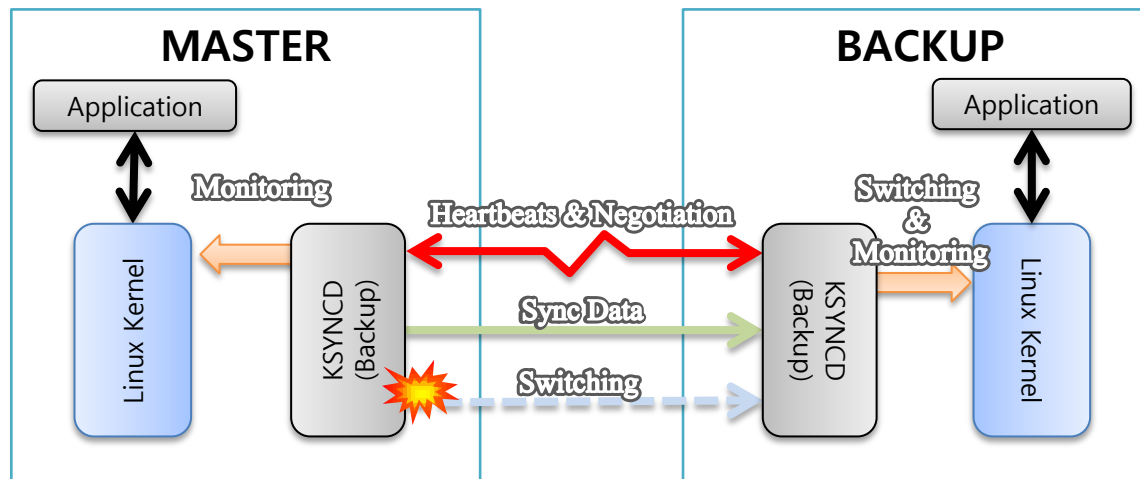 MASTER
BACKUP
Application
Application
Monitoring
Heartbeats & Negotiation
Switching
&
Monitoring
Linux Kernel
KSYNCD
(Backup)
Sync Data
Switching
KSYNCD
(Backup)
Linux Kernel